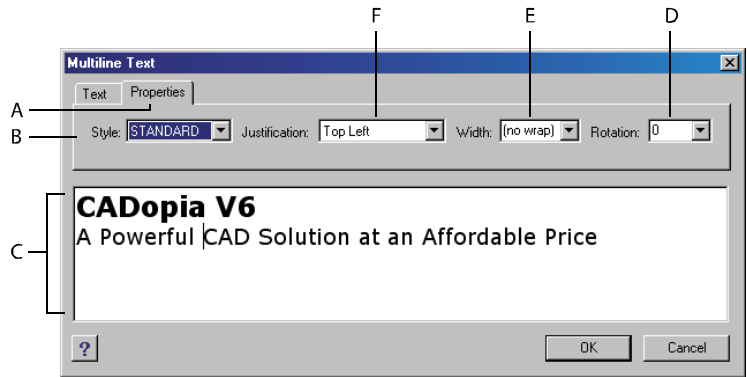 F E D
Multiline Text
Text Properties
A
B Style: STANDARD Justification: Top Left Width: (no wrap) Rotation: 0
CADopia V6
A Powerful CAD Solution at an Affordable Price
C
? OK Cancel